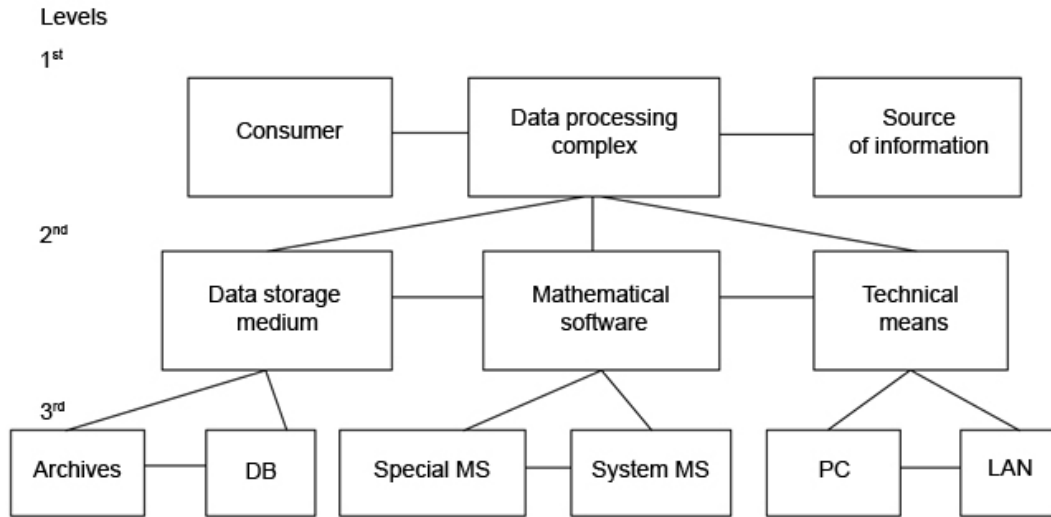 Levels
1st
Consumer
Data processing
complex
Source
of information
2nd
Data storage
medium
Mathematical
software
Technical
means
3rd
Archives
DB
Special MS
System MS
PC
LAN